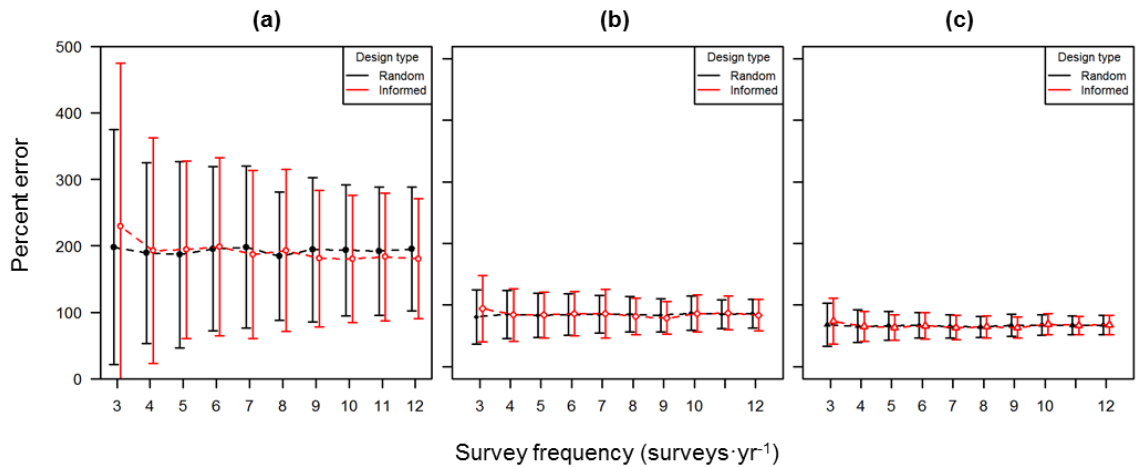 (a) (b) (c)
Percent error
500
400
300
200
100
0
Design type
Random
Informed
3 4 5 6 7 8 9 10 11 12
Design type
Random
Informed
3 4 5 6 7 8 9 10 12
Design type
Random
Informed
3 4 5 6 7 8 9 10 12
Survey frequency (surveys·yr⁻¹)